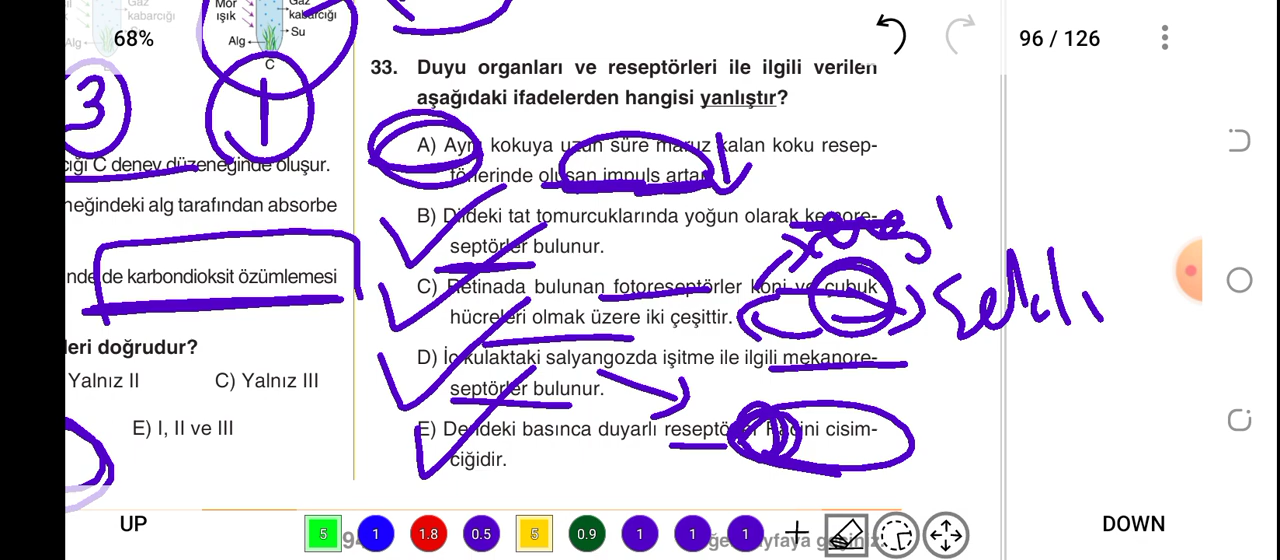 Gaz
kabarcığı
Su
Alg
68%
Mor
ışık
Gaz
kabarcığı
Su
Alg
C
3
1
96 / 126
cığı C deney düzeneğinde oluşur.
neğindeki alg tarafından absorbe
nde de karbondioksit özümlemesi
leri doğrudur?
Yalnız II
C) Yalnız III
E) I, II ve III
33. Duyu organları ve reseptörleri ile ilgili verilen
aşağıdaki ifadelerden hangisi yanlıştır?
A) Aynı kokuya uzun süre maruz kalan koku resep-
törlerinde oluşan impuls artar.
B) Dildeki tat tomurcuklarında yoğun olarak kemore-
septörler bulunur.
C) Retinada bulunan fotoreseptörler koni ve çubuk
hücreleri olmak üzere iki çeşittir.
D) İç kulaktaki salyangozda işitme ile ilgili mekanore-
septörler bulunur.
E) Derideki basınca duyarlı reseptörler Pacini cisim-
ciğidir.
şekli
UP
5
1
1.8
0.5
5
0.9
1
1
1
94
DOWN